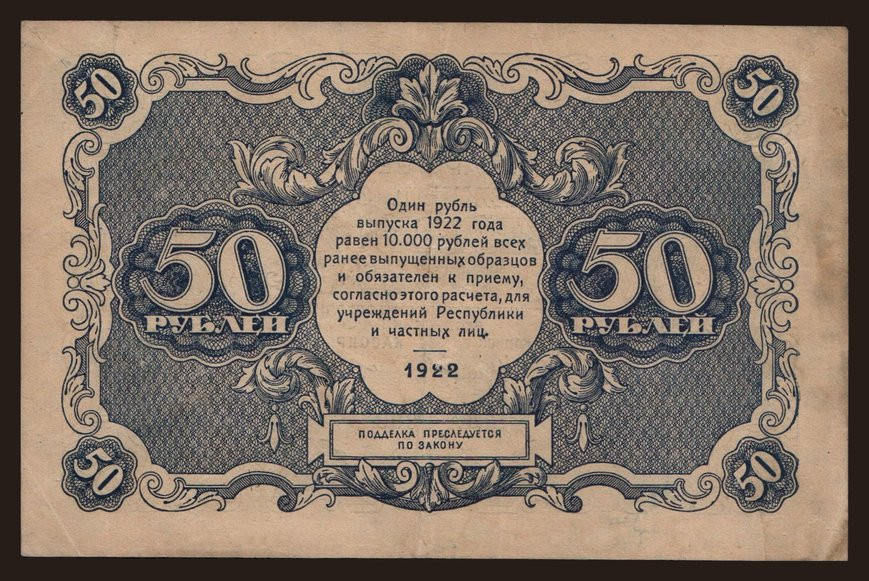 50
50
Один рубль
выпуска 1922 года
равен 10.000 рублей всех
ранее выпущенных образцов
и обязателен к приему,
согласно этого расчета, для
учреждений Республики
и частных лиц.
1922
50
РУБЛЕЙ
50
РУБЛЕЙ
ПОДДЕЛКА ПРЕСЛЕДУЕТСЯ
ПО ЗАКОНУ
50
50